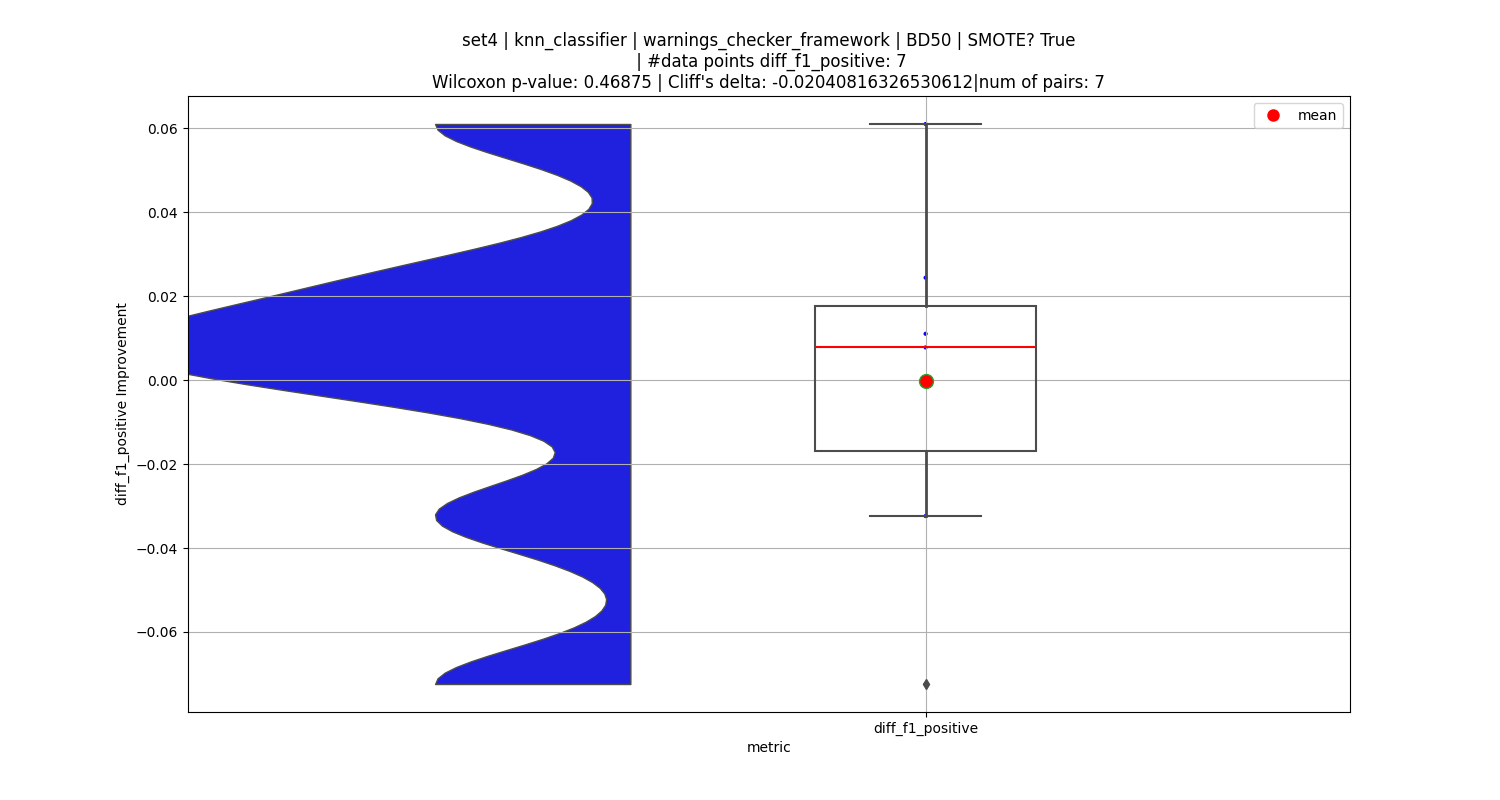 set4 | knn_classifier | warnings_checker_framework | BD50 | SMOTE? True
| #data points diff_f1_positive: 7
Wilcoxon p-value: 0.46875 | Cliff's delta: -0.02040816326530612|num of pairs: 7
mean
0.06
0.04
0.02
0.00
−0.02
−0.04
−0.06
diff_f1_positive Improvement
diff_f1_positive
metric